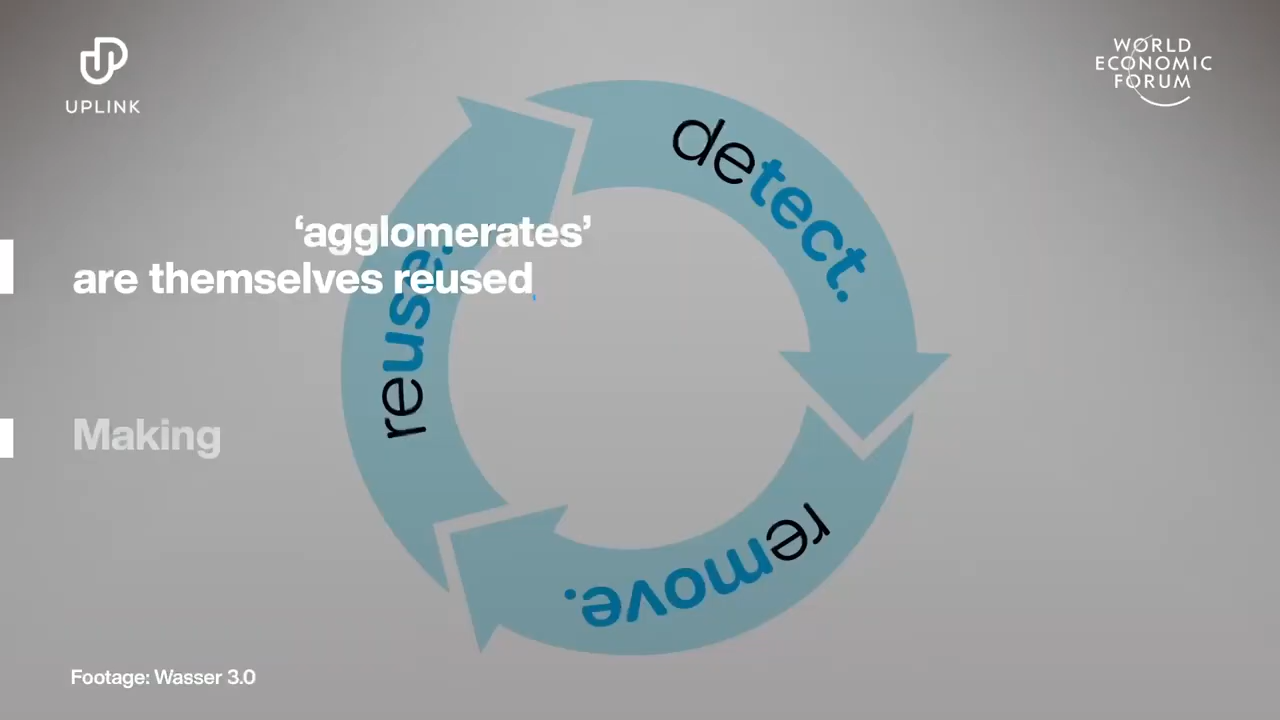 UPLINK
WORLD
ECONOMIC
FORUM
detect.
‘agglomerates’
are themselves reused
reuse.
Making
remove.
Footage: Wasser 3.0